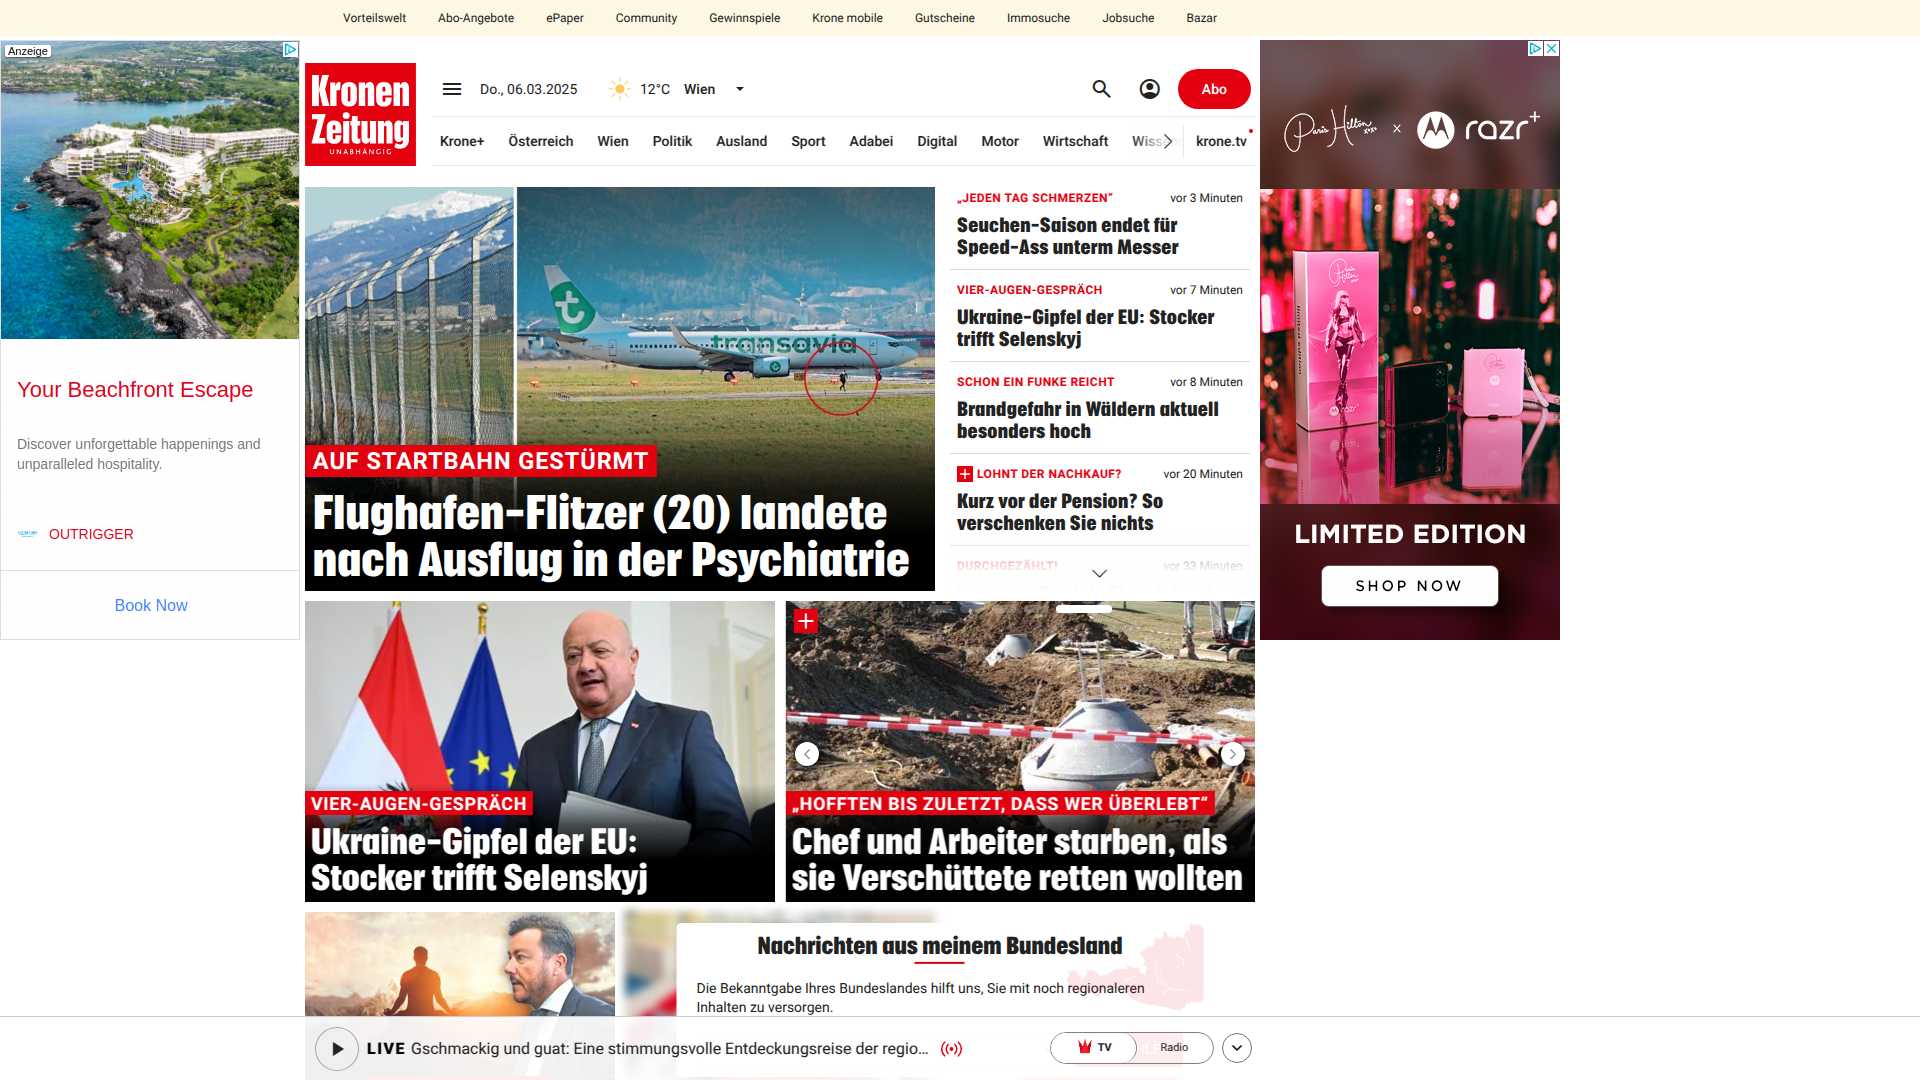 Vorteilswelt
Abo-Angebote
ePaper
Community
Gewinnspiele
Krone mobile
Gutscheine
Immosuche
Jobsuche
Bazar
Anzeige
Your Beachfront Escape
Discover unforgettable happenings and
unparalleled hospitality.
OUTRIGGER
Book Now
Kronen
Zeitung
UNABHÄNGIG
Do., 06.03.2025
12°C
Wien
Abo
Krone+
Österreich
Wien
Politik
Ausland
Sport
Adabei
Digital
Motor
Wirtschaft
krone.tv
transavia
AUF STARTBAHN GESTÜRMT
Flughafen-Flitzer (20) landete
nach Ausflug in der Psychiatrie
„JEDEN TAG SCHMERZEN“
vor 3 Minuten
Seuchen-Saison endet für
Speed-Ass unterm Messer
VIER-AUGEN-GESPRÄCH
vor 7 Minuten
Ukraine-Gipfel der EU: Stocker
trifft Selenskyj
SCHON EIN FUNKE REICHT
vor 8 Minuten
Brandgefahr in Wäldern aktuell
besonders hoch
LOHNT DER NACHKAUF?
vor 20 Minuten
Kurz vor der Pension? So
verschenken Sie nichts
DURCHGEZÄHLT!
vor 33 Minuten
VIER-AUGEN-GESPRÄCH
Ukraine-Gipfel der EU:
Stocker trifft Selenskyj
„HOFFTEN BIS ZULETZT, DASS WER ÜBERLEBT“
Chef und Arbeiter starben, als
sie Verschüttete retten wollten
Nachrichten aus meinem Bundesland
Die Bekanntgabe Ihres Bundeslandes hilft uns, Sie mit noch regionaleren
Inhalten zu versorgen.
LIVE Gschmackig und guat: Eine stimmungsvolle Entdeckungsreise der regio...
TV
Radio
Paris Hilton xoxo x razr+
LIMITED EDITION
SHOP NOW